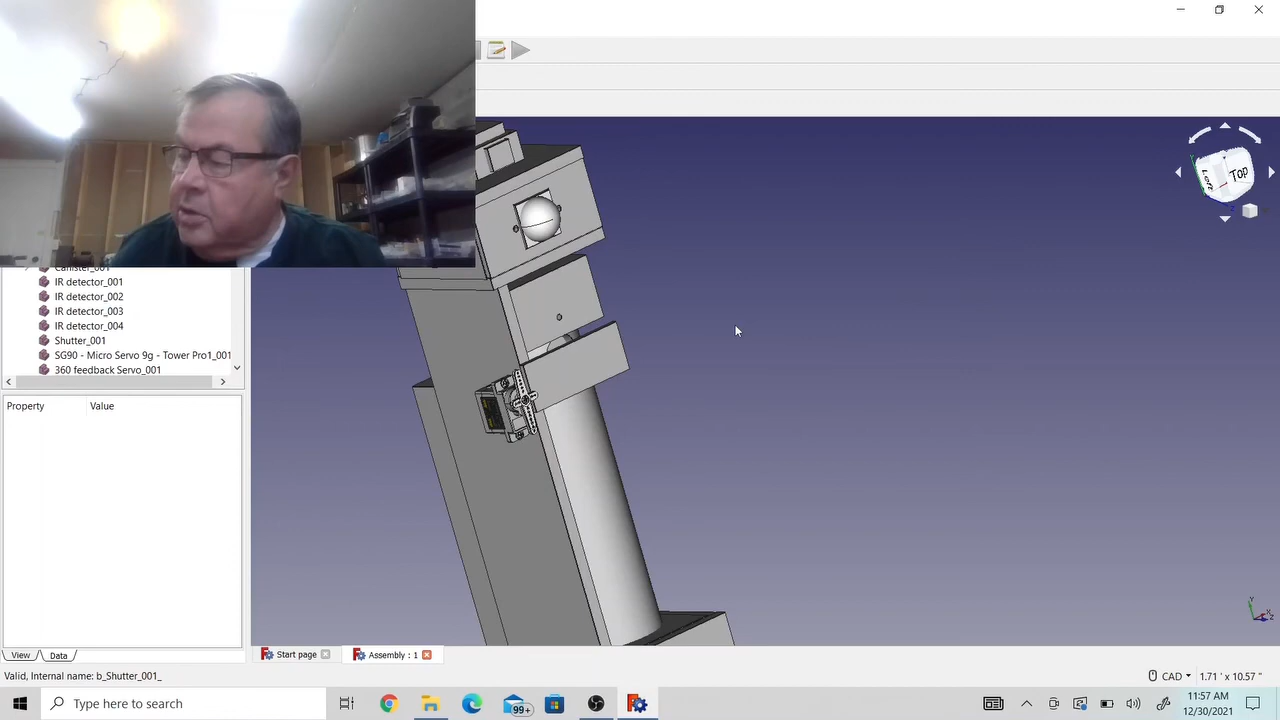 Top
Canister_001
IR detector_001
IR detector_002
IR detector_003
IR detector_004
Shutter_001
SG90 - Micro Servo 9g - Tower Pro1_001
360 feedback Servo_001
Property Value
View Data
Start page
Assembly : 1
Valid, Internal name: b_Shutter_001_
CAD 1.71 ' x 10.57 "
Type here to search
99+
11:57 AM
12/30/2021